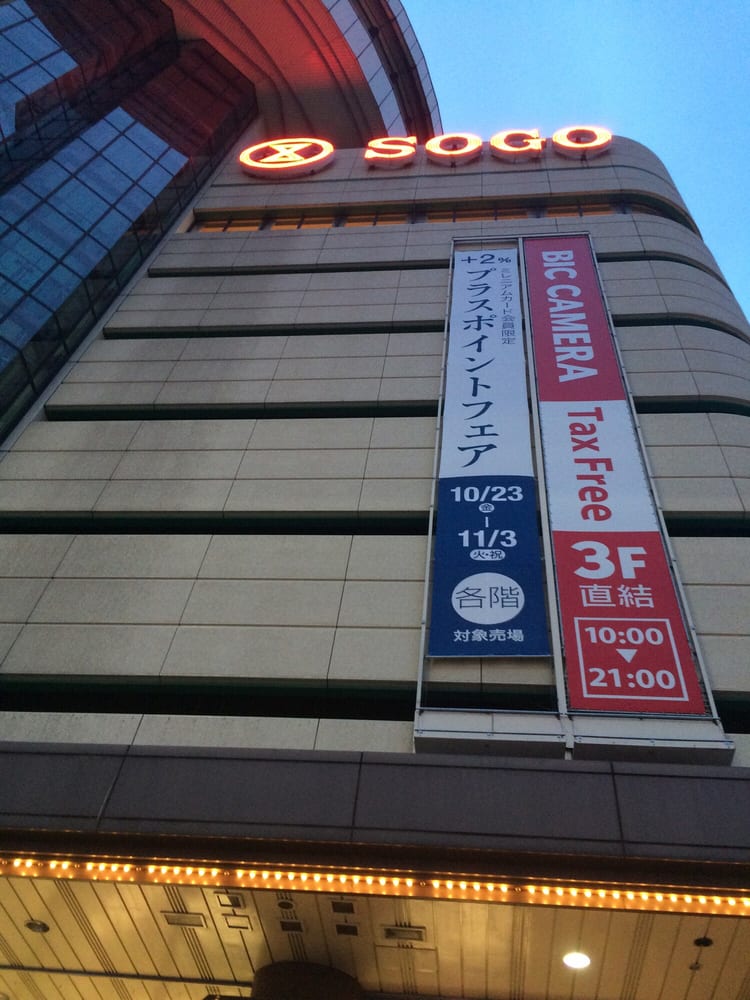 SOGO
+2%
ミレニアムカード会員限定
プラスポイントフェア
10/23
金
11/3
火・祝
各階
対象売場
BIC CAMERA
Tax Free
3F
直結
10:00
▼
21:00